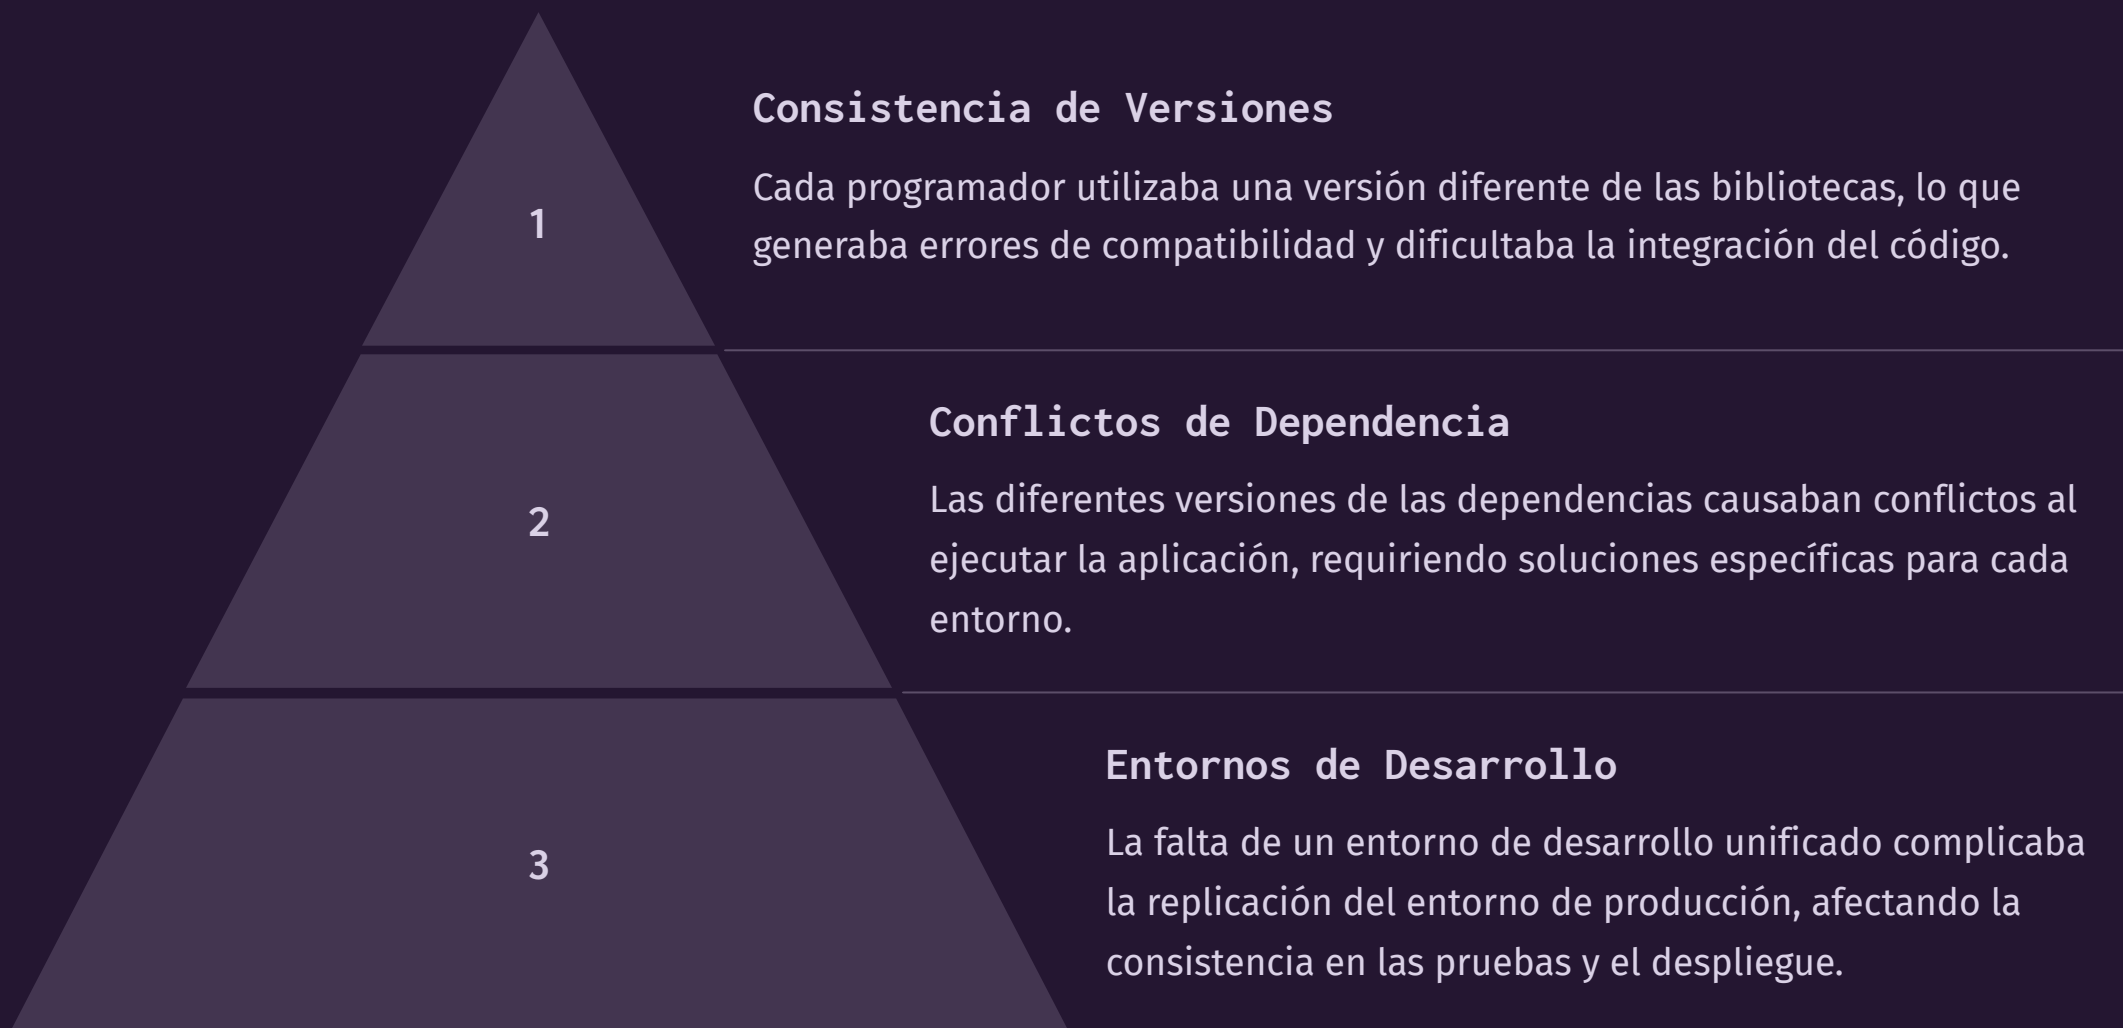 1
Consistencia de Versiones
Cada programador utilizaba una versión diferente de las bibliotecas, lo que
generaba errores de compatibilidad y dificultaba la integración del código.
2
Conflictos de Dependencia
Las diferentes versiones de las dependencias causaban conflictos al
ejecutar la aplicación, requiriendo soluciones específicas para cada
entorno.
3
Entornos de Desarrollo
La falta de un entorno de desarrollo unificado complicaba
la replicación del entorno de producción, afectando la
consistencia en las pruebas y el despliegue.